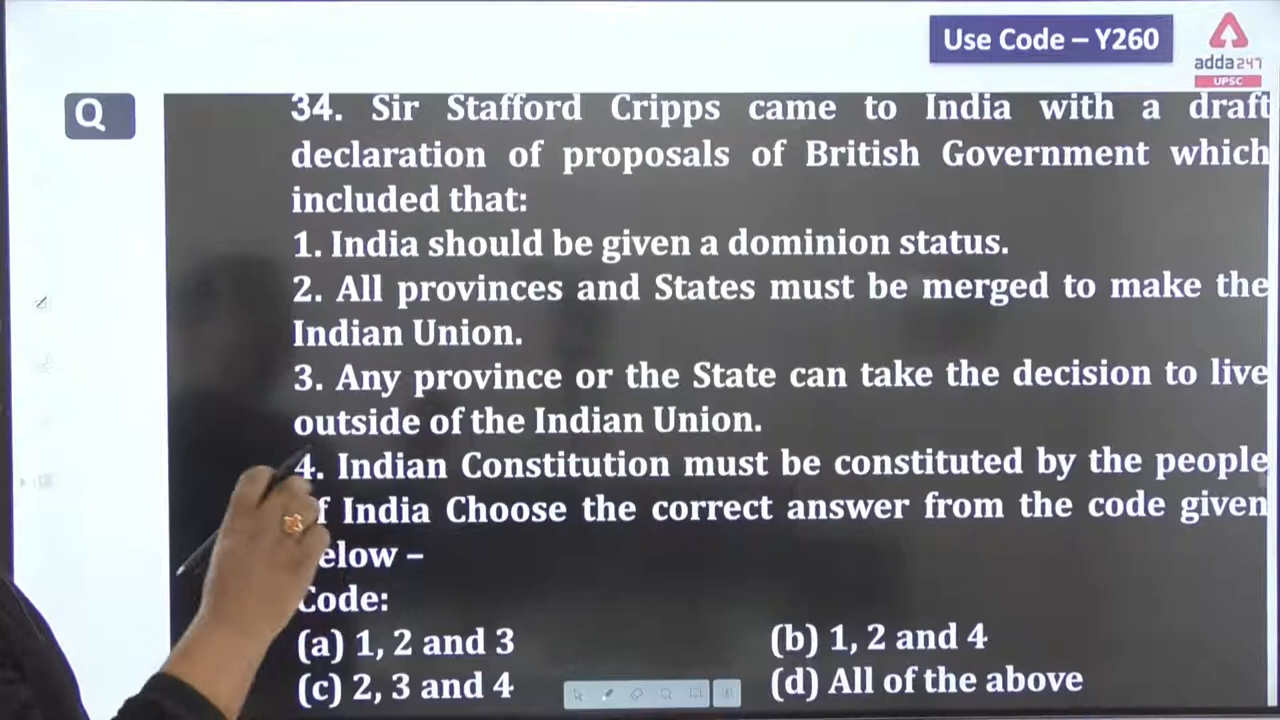 Use Code – Y260
adda247
UPSC
Q
34. Sir Stafford Cripps came to India with a draft
declaration of proposals of British Government which
included that:
1. India should be given a dominion status.
2. All provinces and States must be merged to make the
Indian Union.
3. Any province or the State can take the decision to live
outside of the Indian Union.
4. Indian Constitution must be constituted by the people
f India Choose the correct answer from the code given
elow –
Code:
(a) 1, 2 and 3
(b) 1, 2 and 4
(c) 2, 3 and 4
(d) All of the above